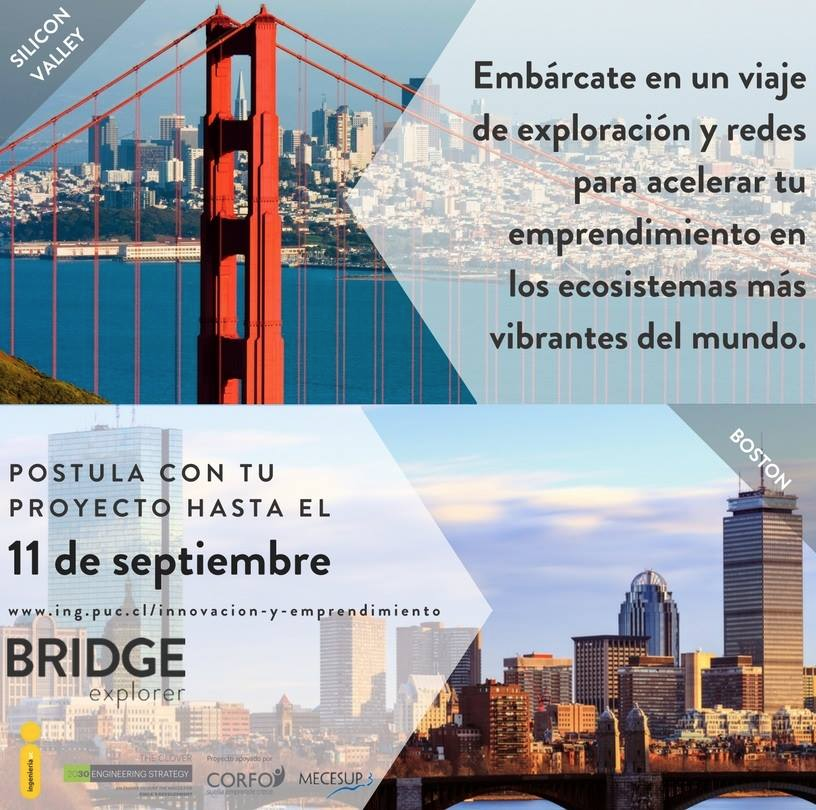 SILICON
VALLEY
Embárcate en un viaje
de exploración y redes
para acelerar tu
emprendimiento en
los ecosistemas más
vibrantes del mundo.
BOSTON
POSTULA CON TU
PROYECTO HASTA EL
11 de septiembre
www.ing.puc.cl/innovacion-y-emprendimiento
BRIDGE
explorer
ingeniería
THE CLOVER
2030 ENGINEERING STRATEGY
Proyecto apoyado por
CORFO
MECESUP 3